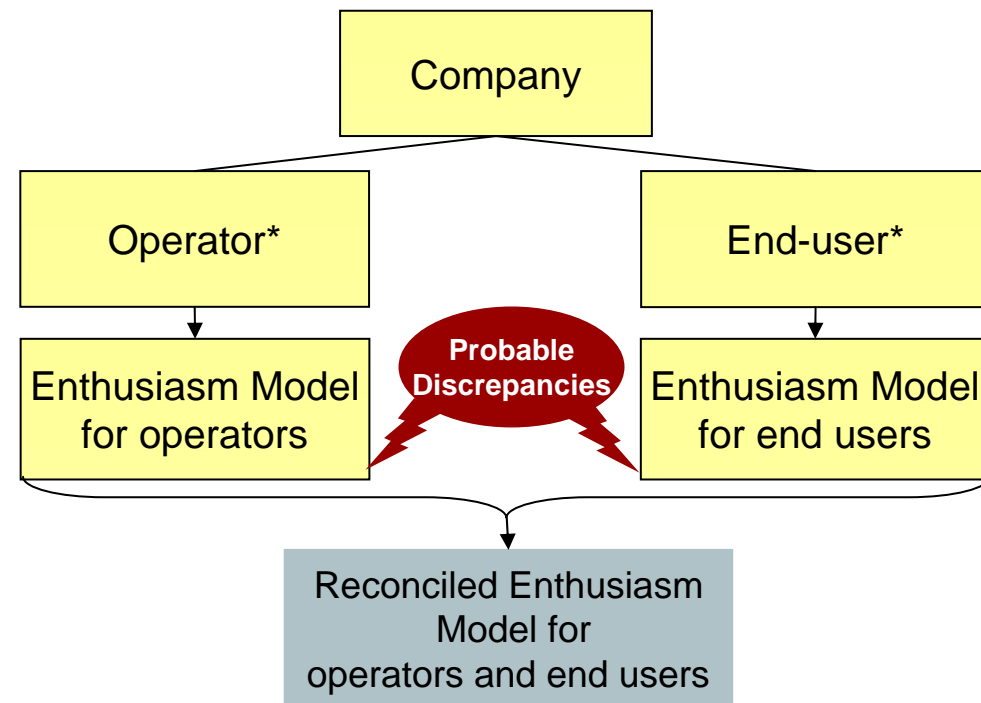 Company
Operator*
End-user*
Probable
Discrepancies
Enthusiasm Model
for operators
Enthusiasm Model
for end users
Reconciled Enthusiasm
Model for
operators and end users